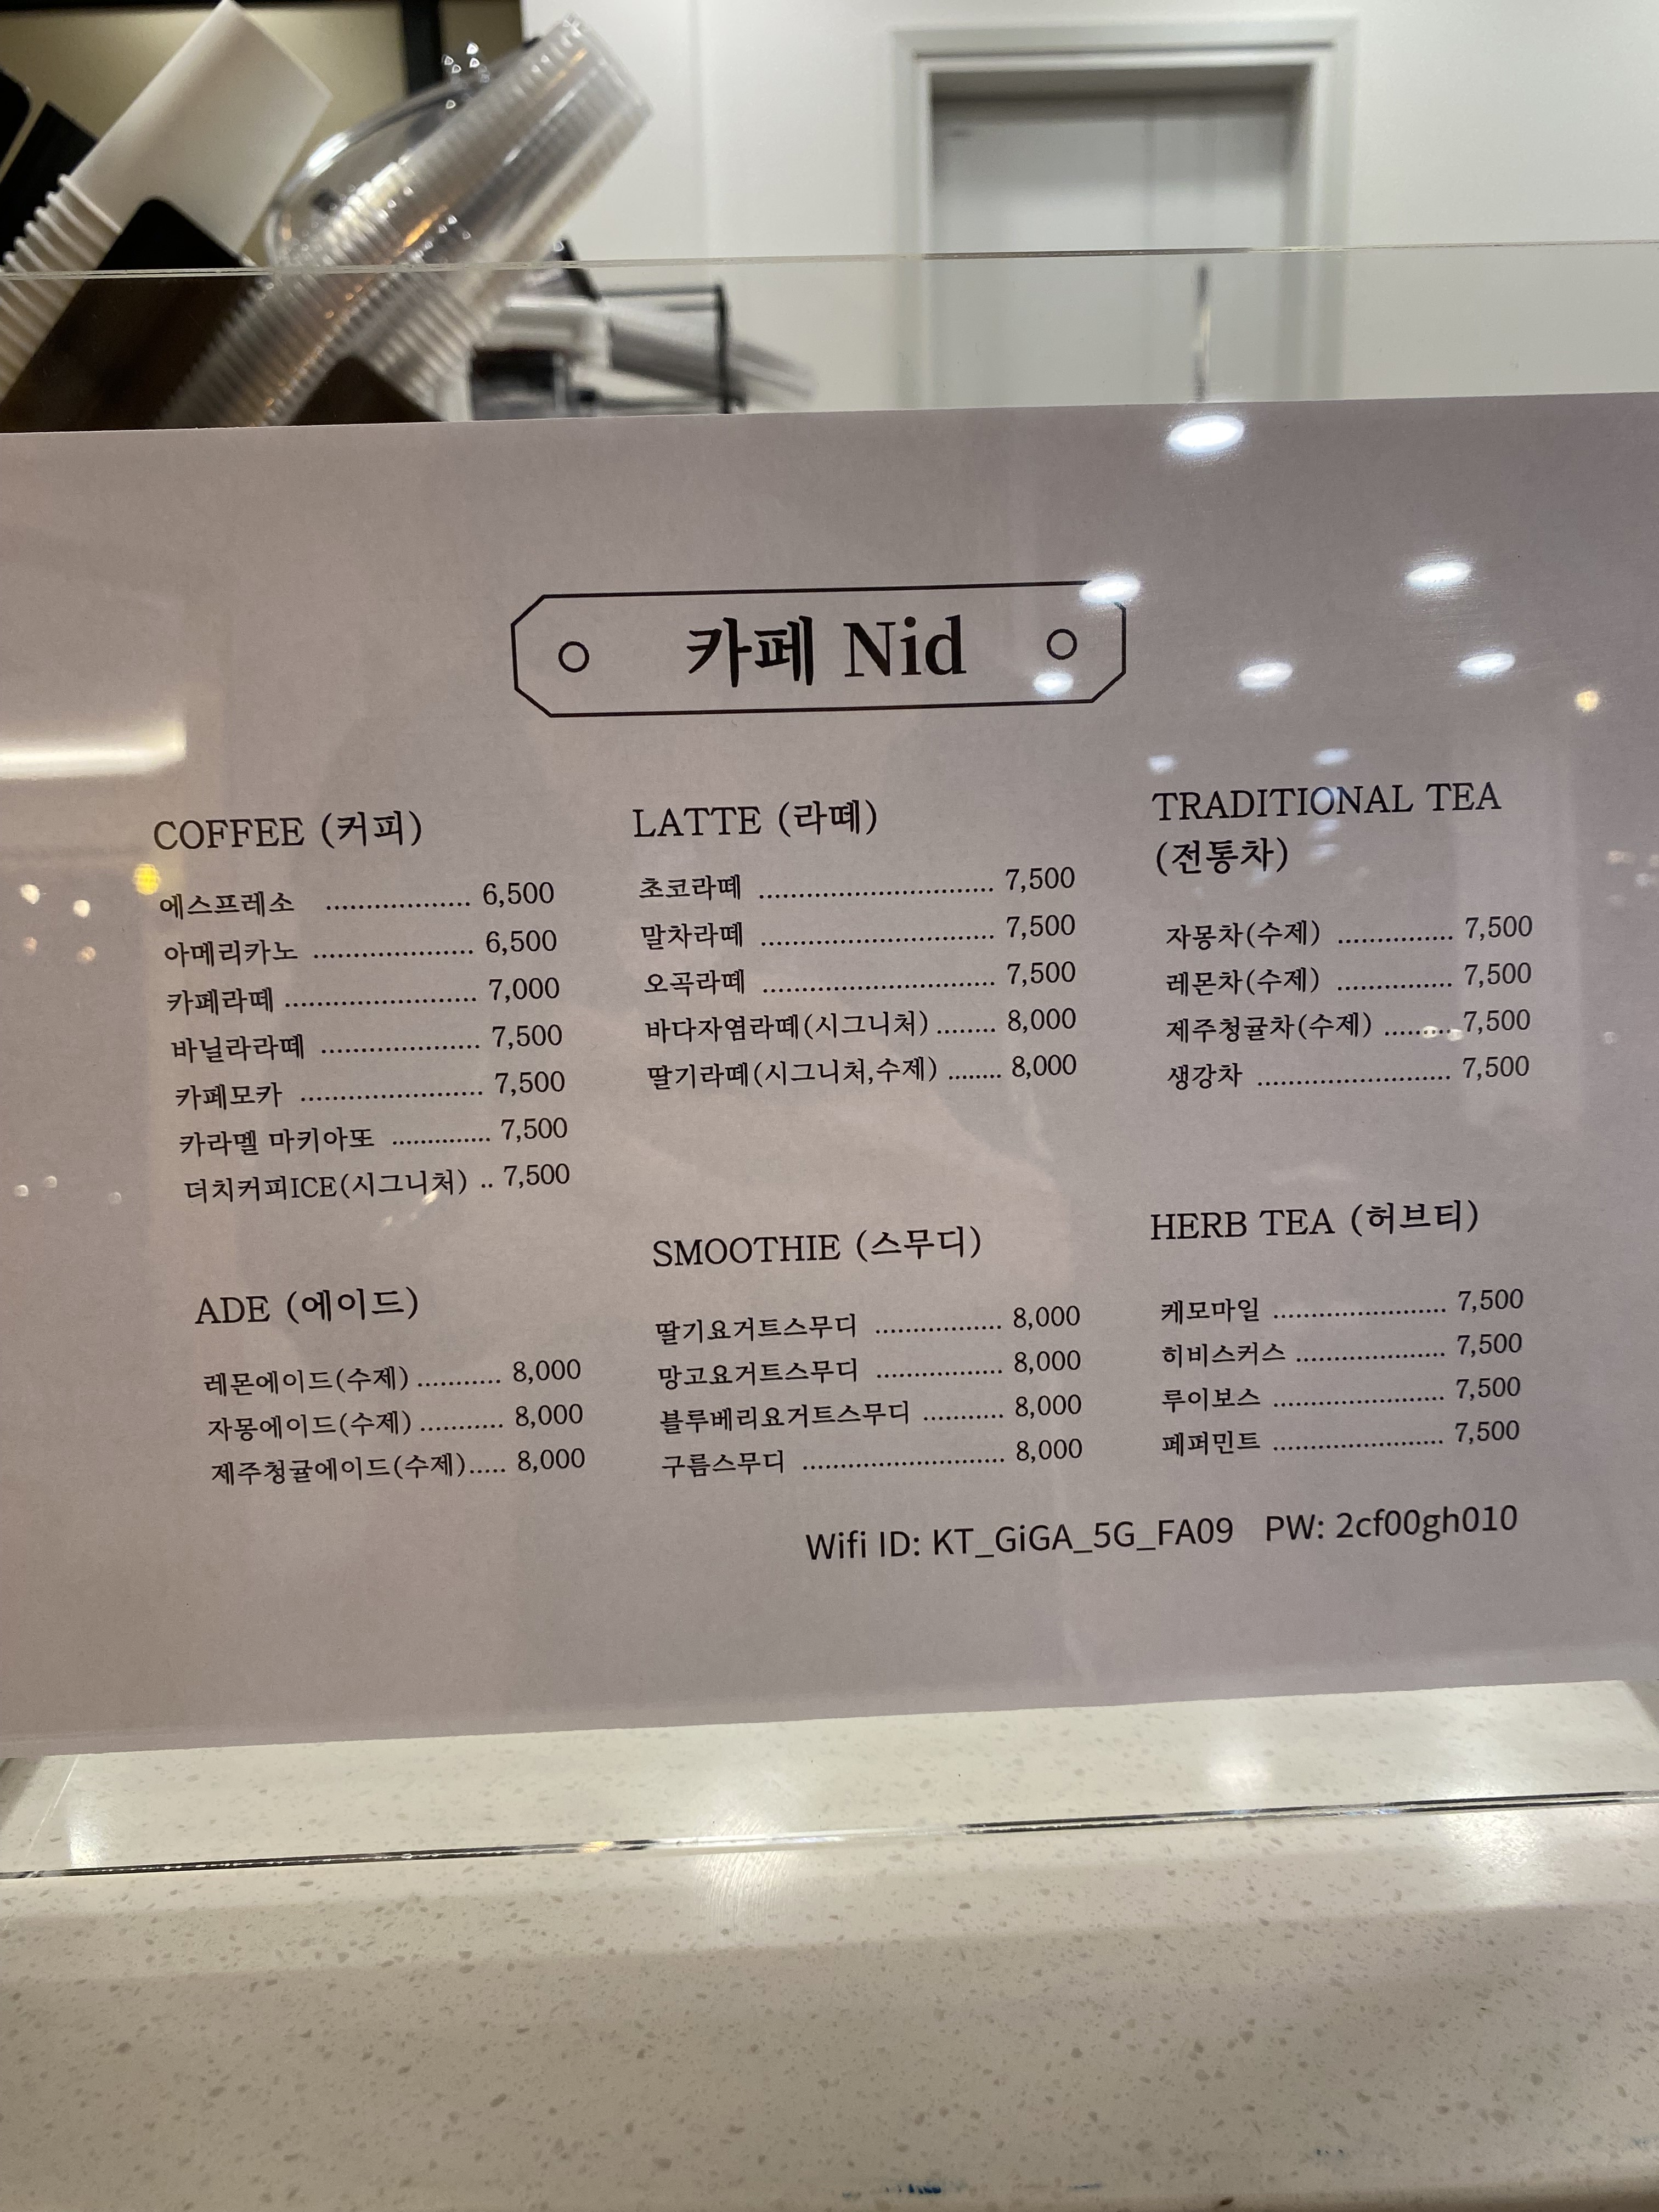 카페 Nid
COFFEE (커피)
에스프레소 .................. 6,500
아메리카노 .................... 6,500
카페라떼 ........................ 7,000
바닐라라떼 .................... 7,500
카페모카 ....................... 7,500
카라멜 마키아또 ............. 7,500
더치커피ICE(시그니처) .. 7,500
ADE (에이드)
레몬에이드(수제) ........... 8,000
자몽에이드(수제) ........... 8,000
제주청귤에이드(수제)..... 8,000
LATTE (라떼)
초코라떼 ............................. 7,500
말차라떼 ............................. 7,500
오곡라떼 ............................. 7,500
바다자염라떼(시그니처) ........ 8,000
딸기라떼(시그니처,수제) ........ 8,000
SMOOTHIE (스무디)
딸기요거트스무디 ................. 8,000
망고요거트스무디 ................. 8,000
블루베리요거트스무디 ........... 8,000
구름스무디 .................................... 8,000
TRADITIONAL TEA
(전통차)
자몽차(수제) ............... 7,500
레몬차(수제) ............... 7,500
제주청귤차(수제) ......... 7,500
생강차 ......................... 7,500
HERB TEA (허브티)
케모마일 ...................... 7,500
히비스커스 ................... 7,500
루이보스 ...................... 7,500
페퍼민트 ...................... 7,500
Wifi ID: KT_GiGA_5G_FA09 PW: 2cf00gh010